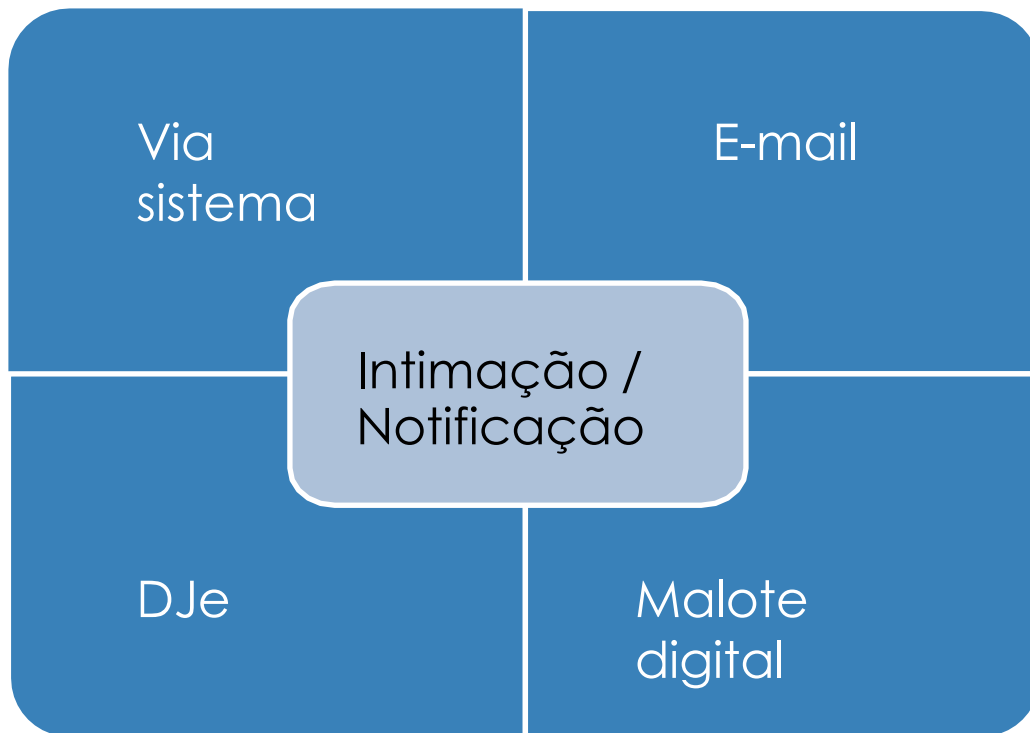 Via
sistema
E-mail
Intimação /
Notificação
DJe
Malote
digital